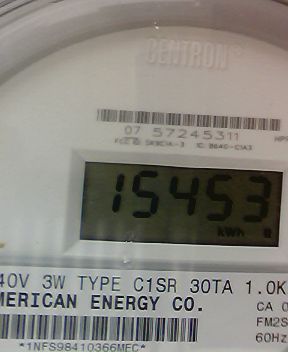 CENTRON®
07 57245311
15453
kWh
40V 3W TYPE C1SR 30TA 1.0K
MERICAN ENERGY CO.
CA 0
FM2S
60Hz
*1NFS98410366MEC*